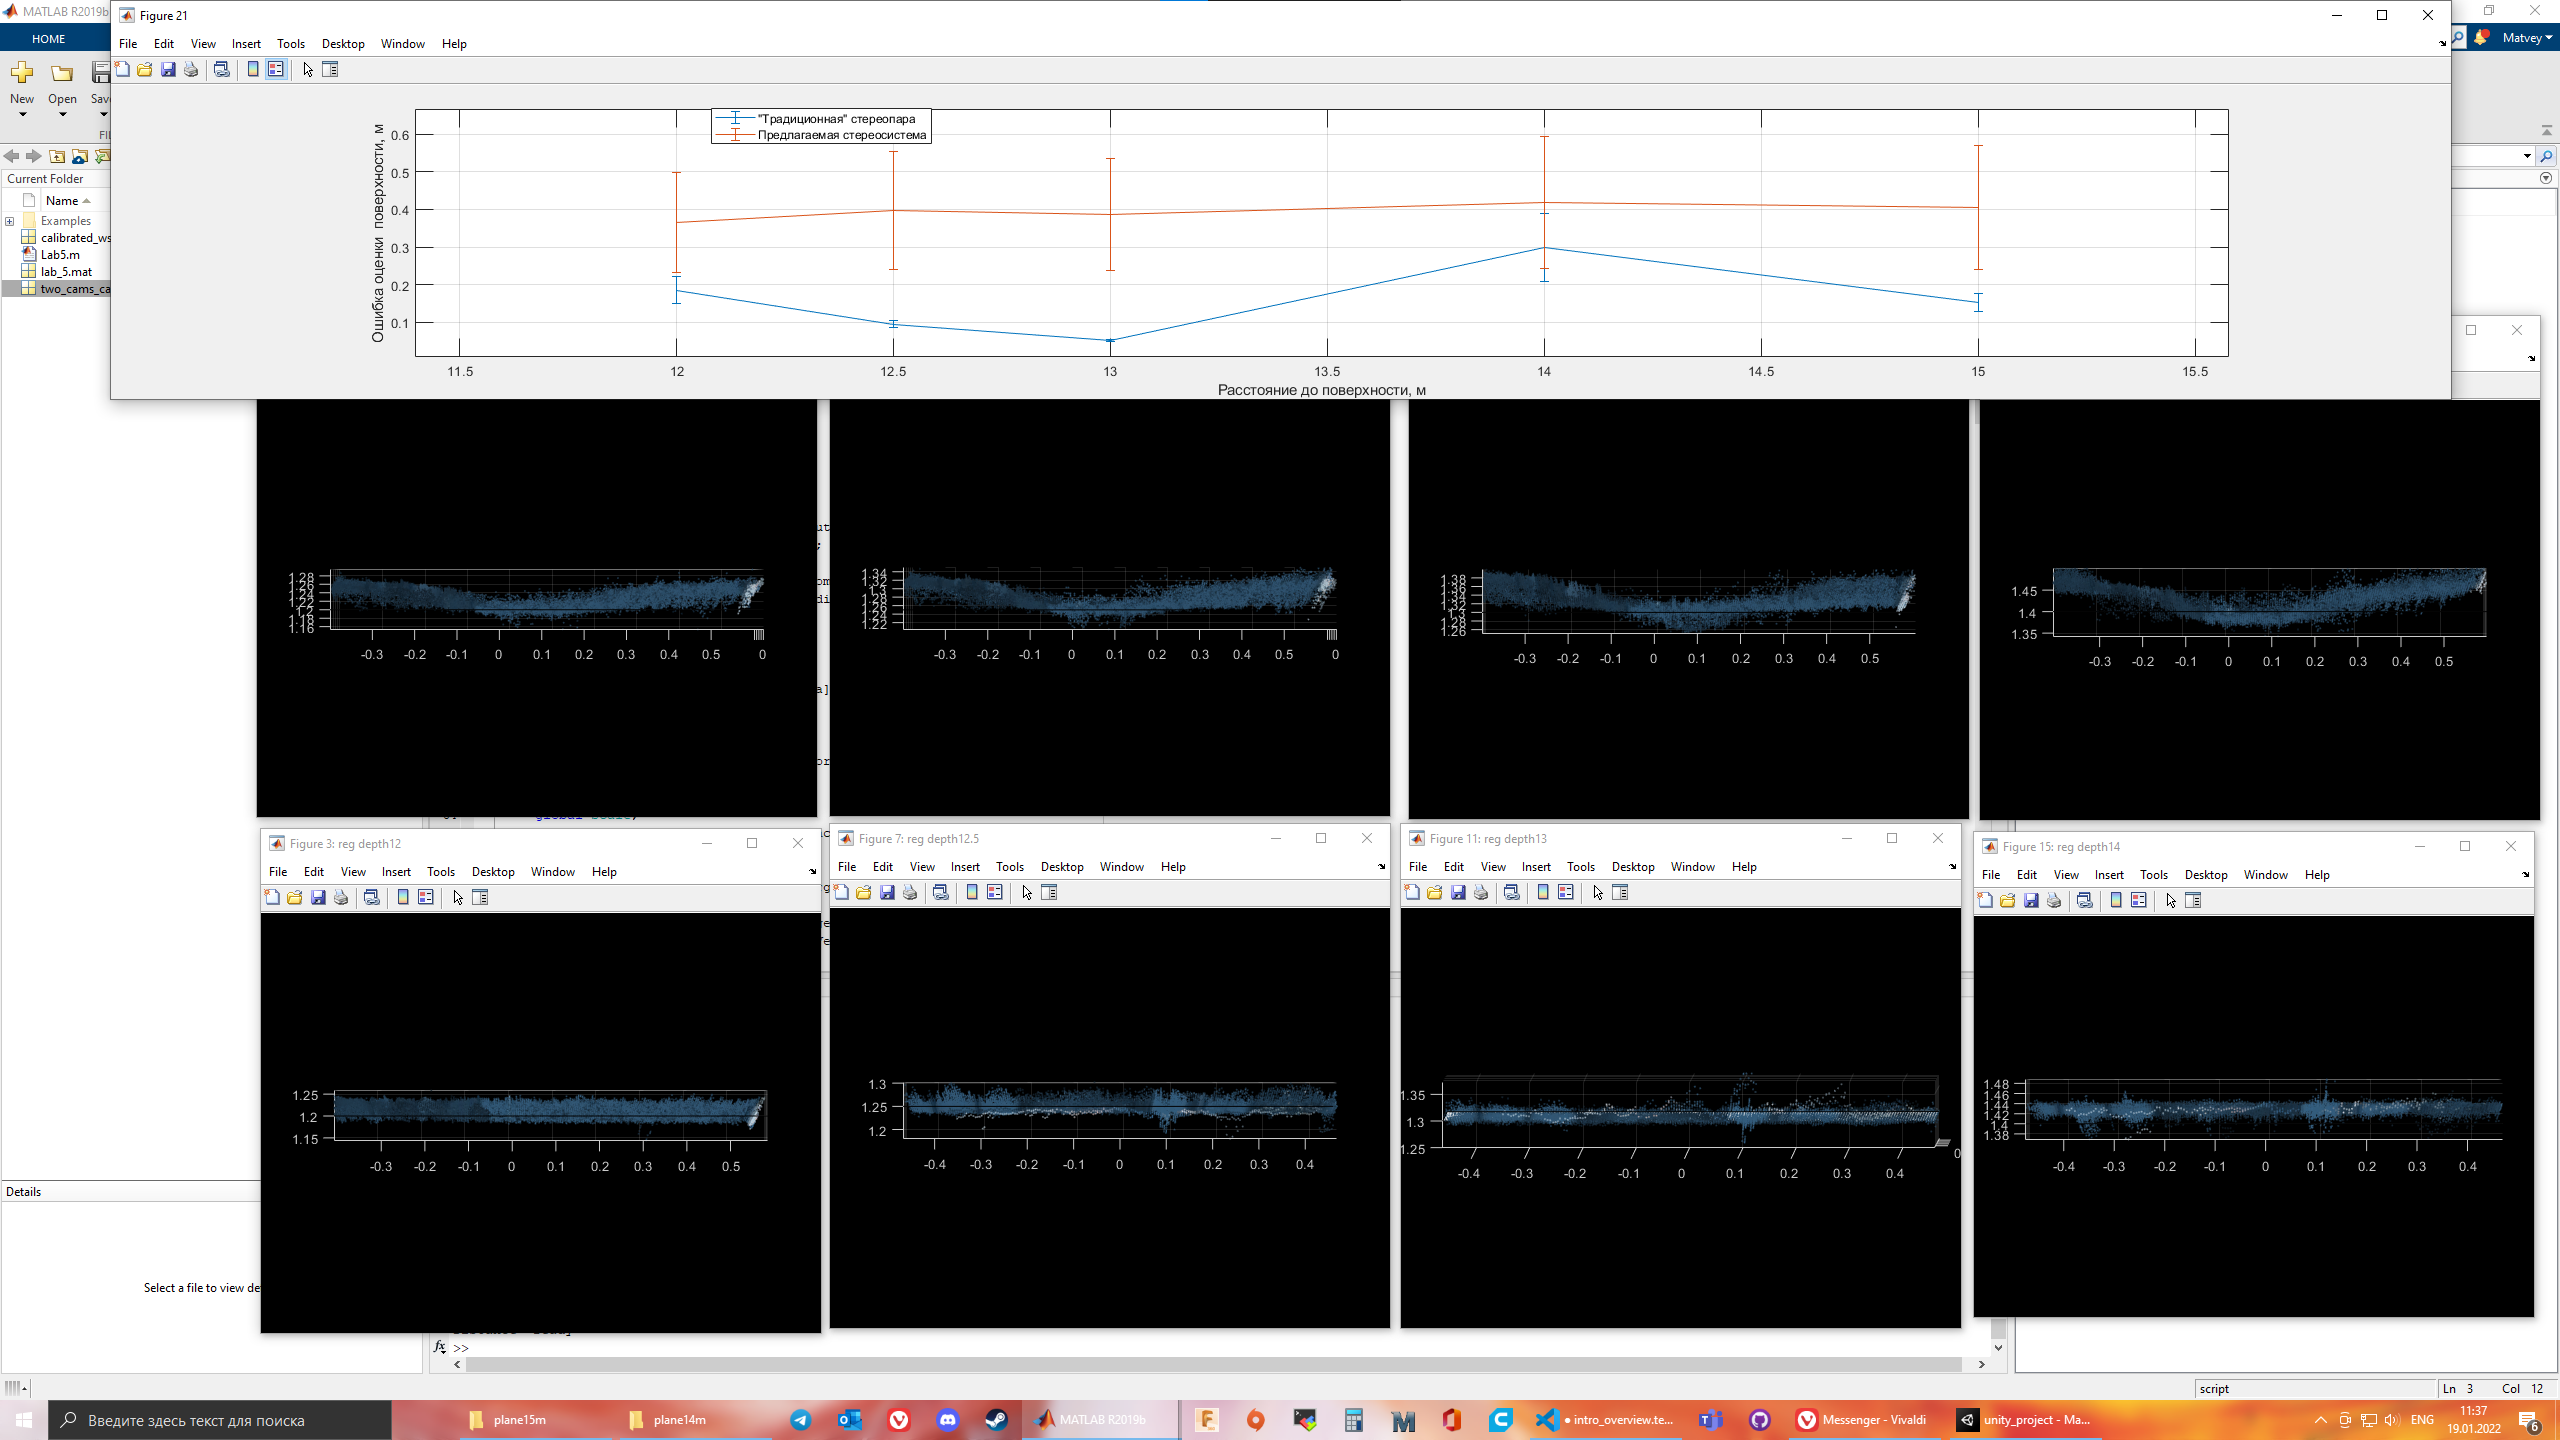 MATLAB R2019b
Figure 21
File Edit View Insert Tools Desktop Window Help
HOME
Matvey
New
Open
Save
Current Folder
Name
Examples
calibrated_ws
Lab5.m
lab_5.mat
two_cams_ca
"Традиционная" стереопара
Предлагаемая стереосистема
Ошибка оценки поверхности, м
0.6
0.5
0.4
0.3
0.2
0.1
11.5 12 12.5 13 13.5 14 14.5 15 15.5
Расстояние до поверхности, м
1.28
1.26
1.24
1.22
1.2
1.18
1.16
-0.3 -0.2 -0.1 0 0.1 0.2 0.3 0.4 0.5 0
1.34
1.32
1.3
1.28
1.26
1.24
1.22
-0.3 -0.2 -0.1 0 0.1 0.2 0.3 0.4 0.5 0
1.38
1.36
1.34
1.32
1.3
1.28
1.26
-0.3 -0.2 -0.1 0 0.1 0.2 0.3 0.4 0.5
1.45
1.4
1.35
-0.3 -0.2 -0.1 0 0.1 0.2 0.3 0.4 0.5
Figure 3: reg depth12
File Edit View Insert Tools Desktop Window Help
1.25
1.2
1.15
-0.3 -0.2 -0.1 0 0.1 0.2 0.3 0.4 0.5
Figure 7: reg depth12.5
File Edit View Insert Tools Desktop Window Help
1.3
1.25
1.2
-0.4 -0.3 -0.2 -0.1 0 0.1 0.2 0.3 0.4
Figure 11: reg depth13
File Edit View Insert Tools Desktop Window Help
1.35
1.3
1.25
0
-0.4 -0.3 -0.2 -0.1 0 0.1 0.2 0.3 0.4
Figure 15: reg depth14
File Edit View Insert Tools Desktop Window Help
1.48
1.46
1.44
1.42
1.4
1.38
-0.4 -0.3 -0.2 -0.1 0 0.1 0.2 0.3 0.4
Details
Select a file to view de
fx >>
script
Ln 3 Col 12
Введите здесь текст для поиска
plane15m
plane14m
MATLAB R2019b
• intro_overview.te...
Messenger - Vivaldi
unity_project - Ma...
ENG
11:37
19.01.2022
6